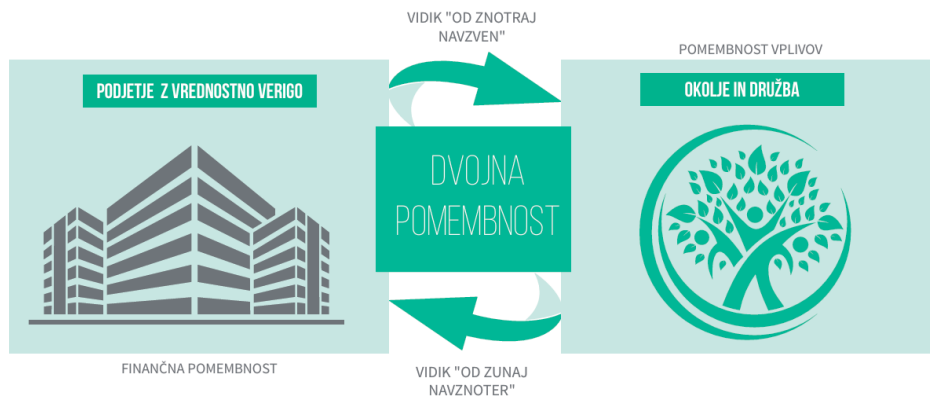 VIDIK "OD ZNOTRAJ
NAVZVEN"
POMEMBNOST VPLIVOV
PODJETJE Z VREDNOSTNO VERIGO
OKOLJE IN DRUŽBA
DVOJNA
POMEMBNOST
FINANČNA POMEMBNOST
VIDIK "OD ZUNAJ
NAVZNOTER"